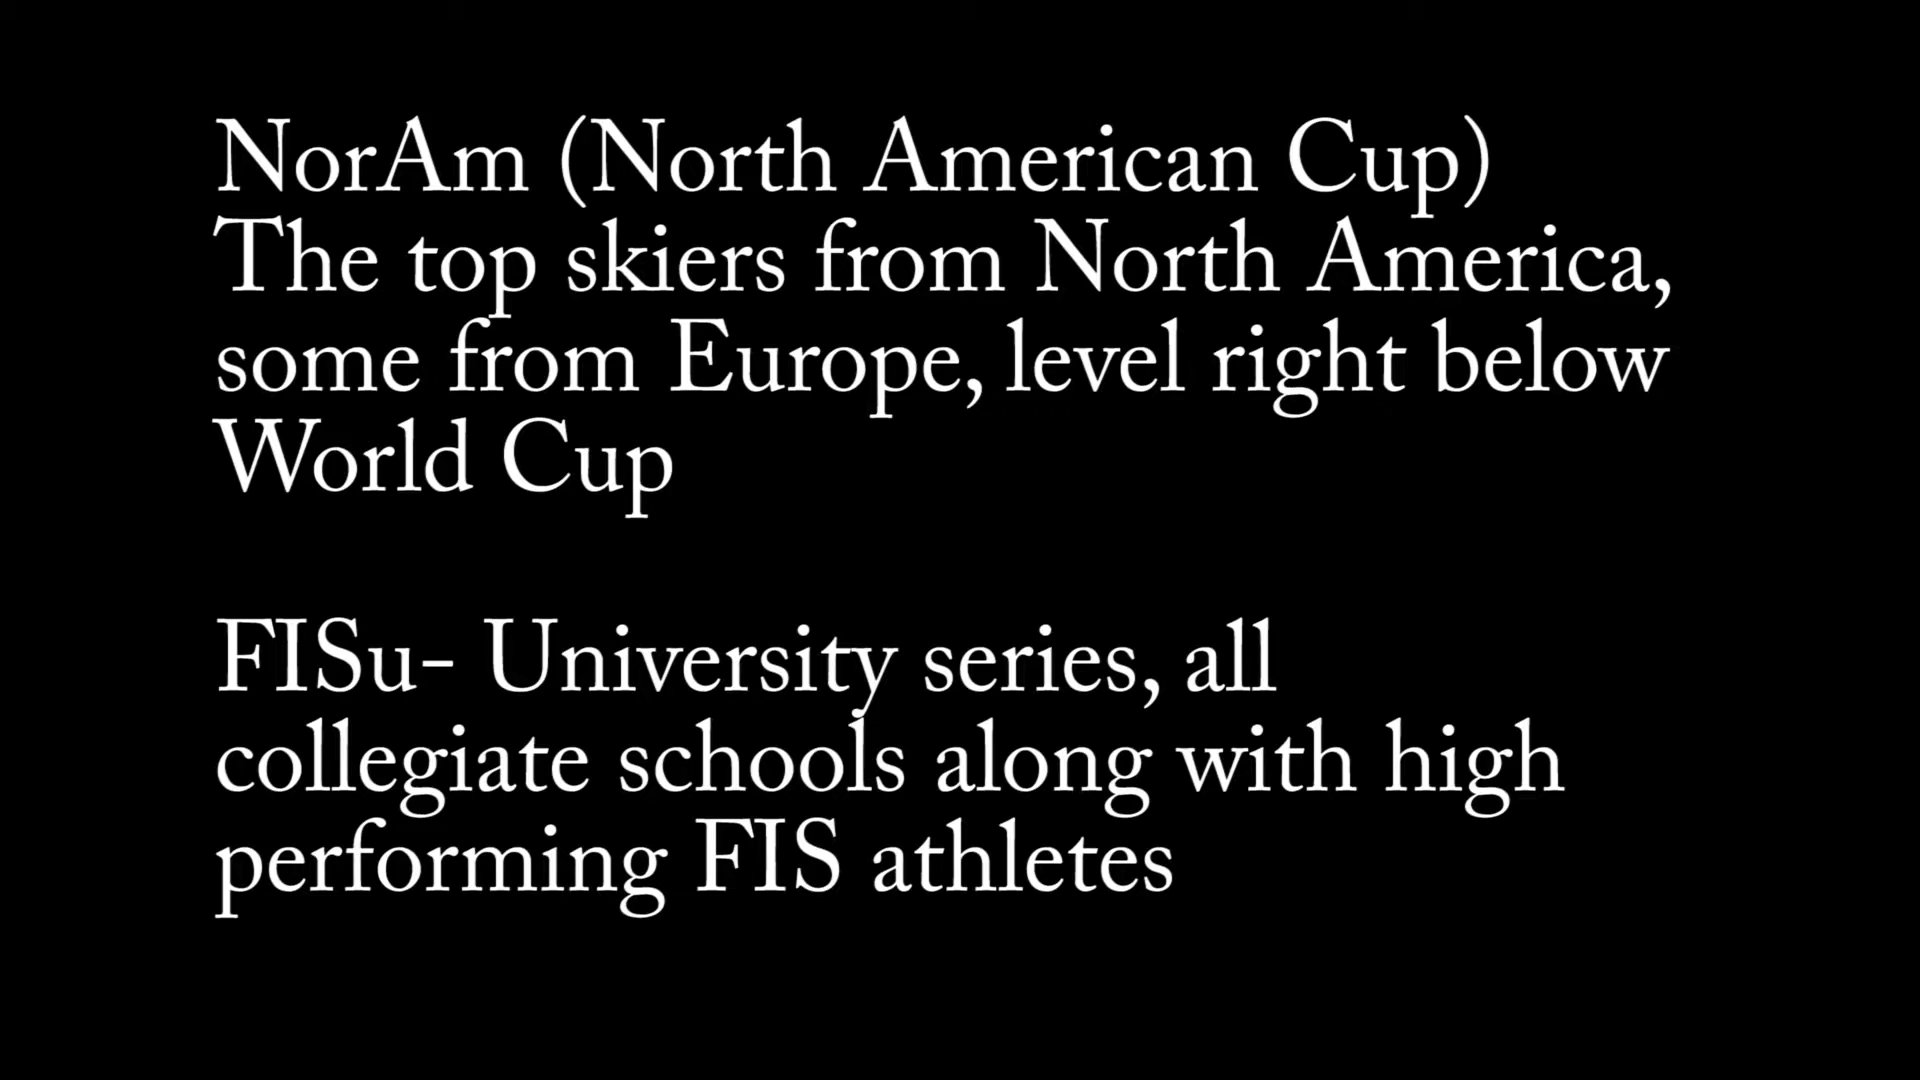 NorAm (North American Cup)
The top skiers from North America,
some from Europe, level right below
World Cup
FISu- University series, all
collegiate schools along with high
performing FIS athletes